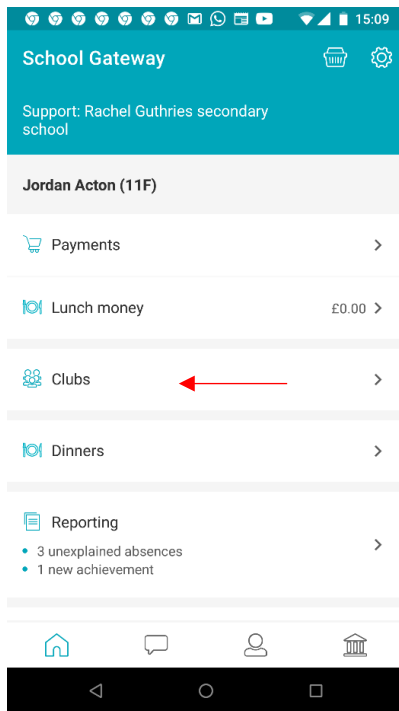 15:09
School Gateway
Support: Rachel Guthries secondary
school
Jordan Acton (11F)
Payments
Lunch money £0.00
Clubs
Dinners
Reporting
3 unexplained absences
1 new achievement